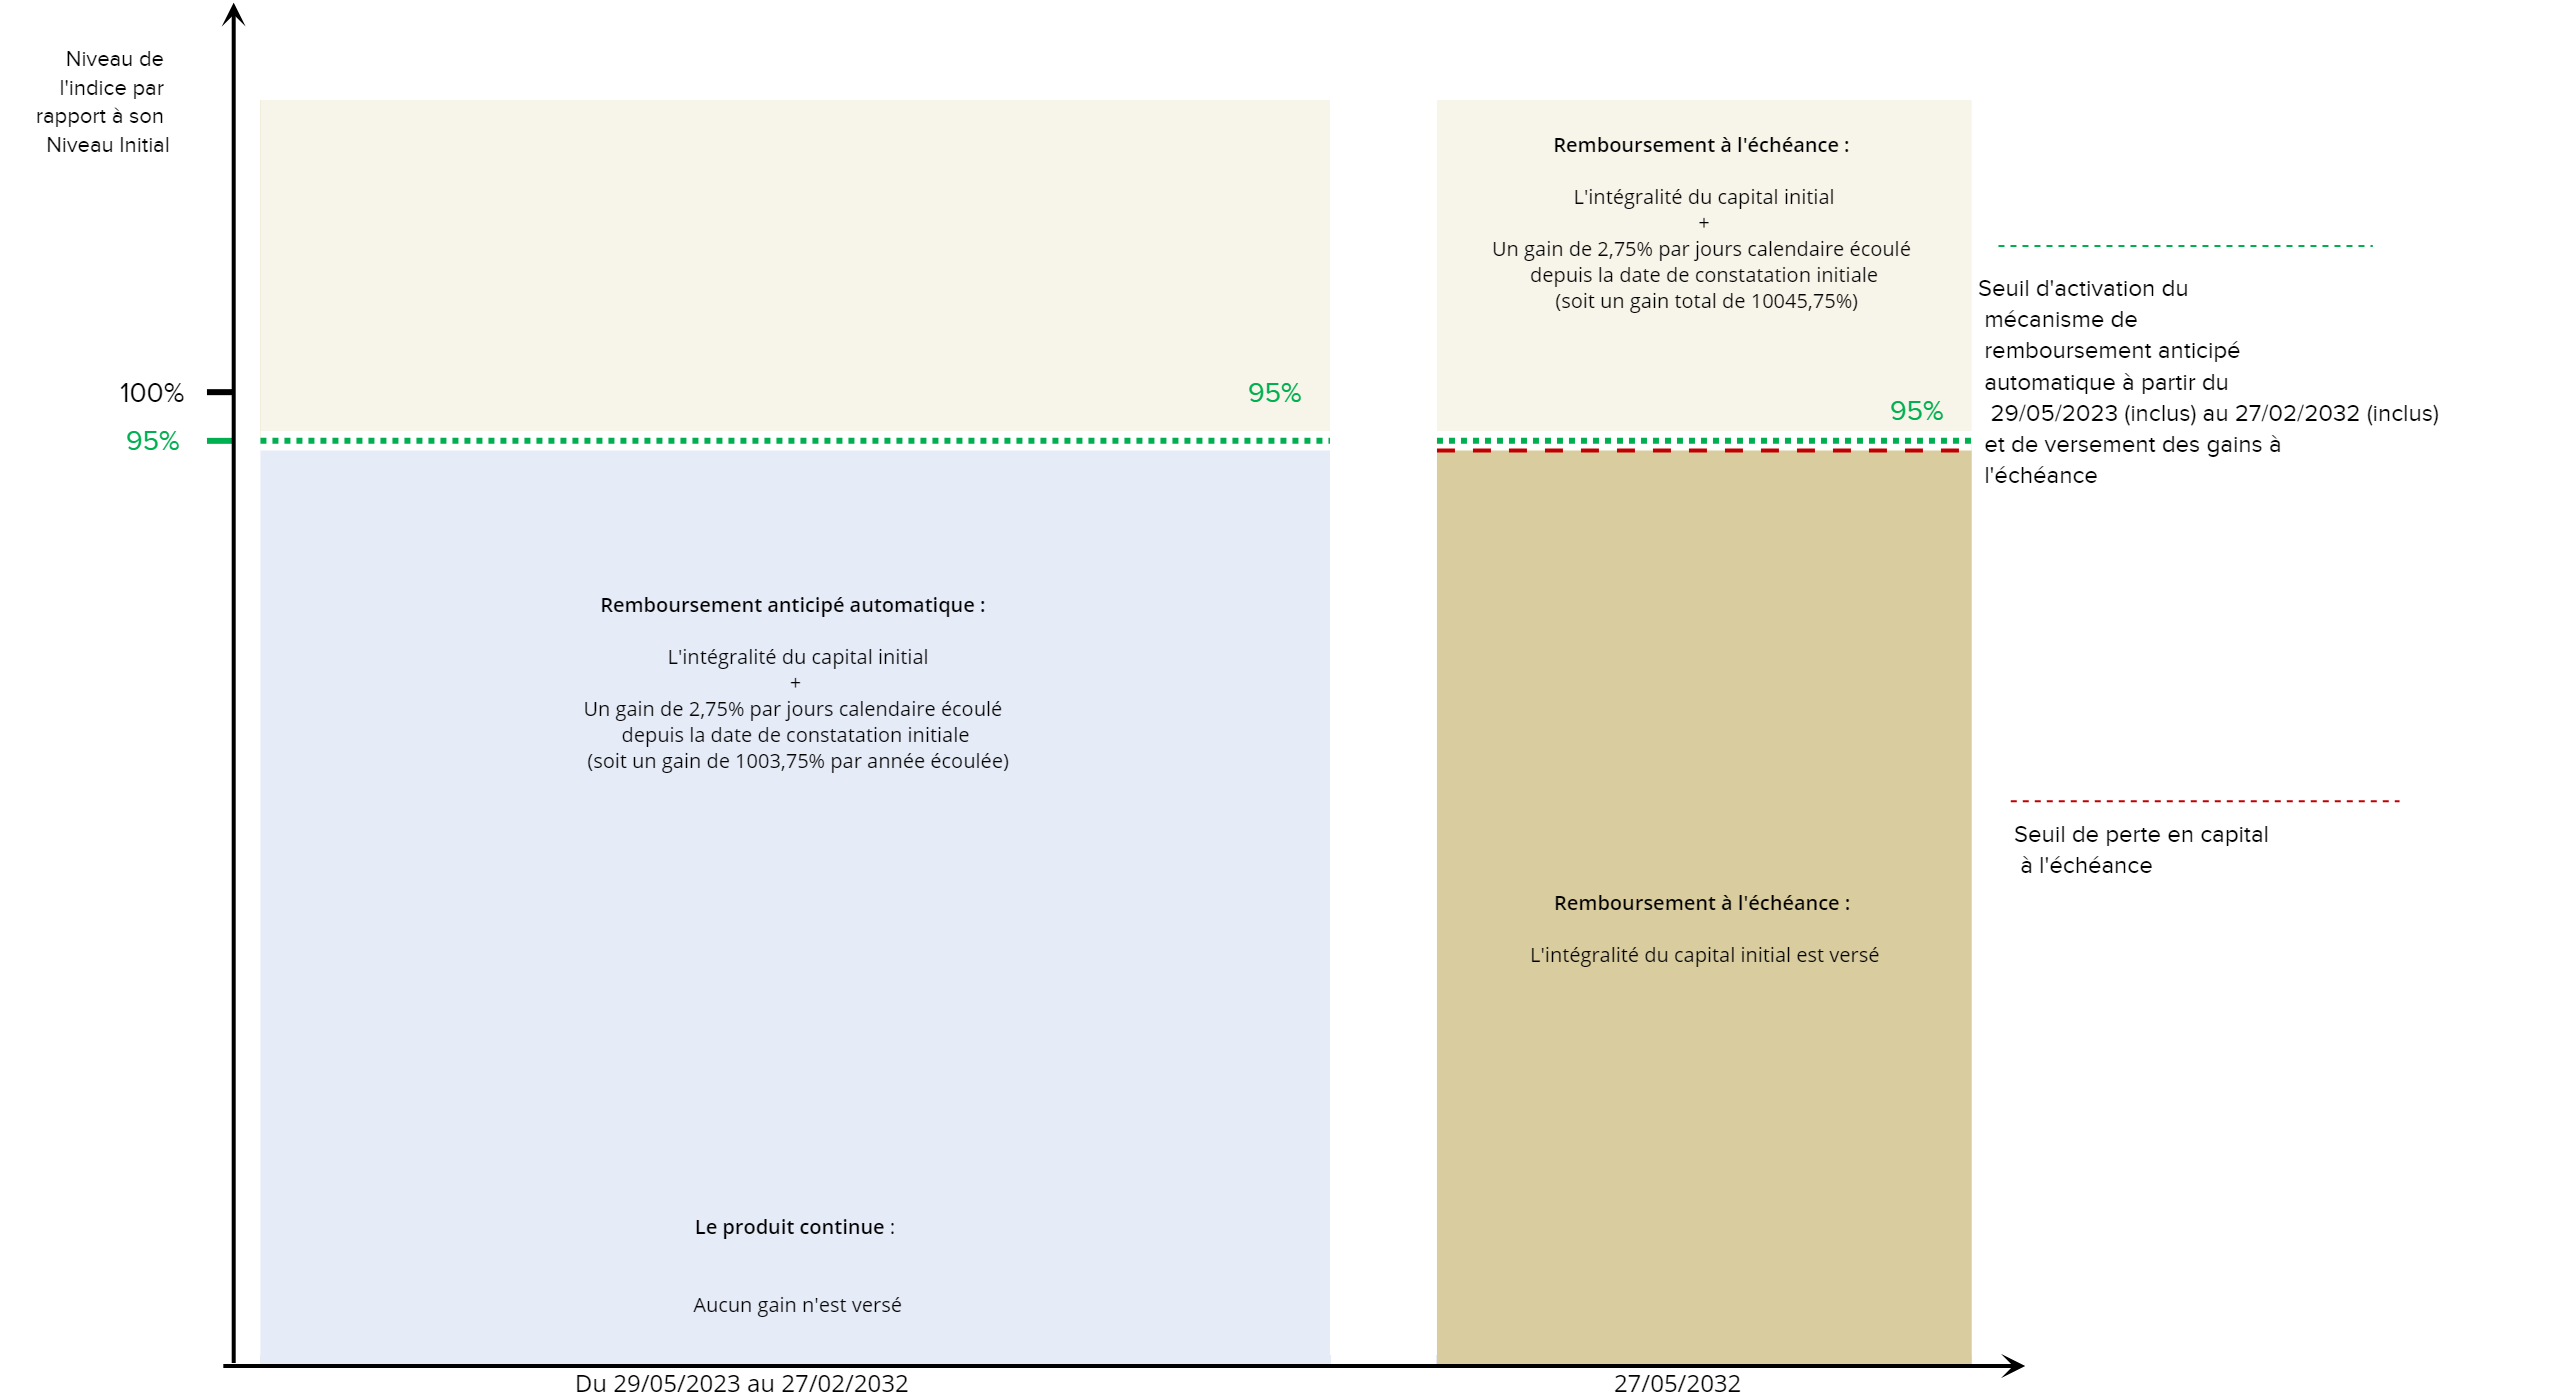 Niveau de
l'indice par
rapport à son
Niveau Initial
100%
95%
95%
Remboursement anticipé automatique :
L'intégralité du capital initial
+
Un gain de 2,75% par jours calendaire écoulé
depuis la date de constatation initiale
(soit un gain de 1003,75% par année écoulée)
Le produit continue :
Aucun gain n'est versé
Du 29/05/2023 au 27/02/2032
Remboursement à l'échéance :
L'intégralité du capital initial
+
Un gain de 2,75% par jours calendaire écoulé
depuis la date de constatation initiale
(soit un gain total de 10045,75%)
95%
Remboursement à l'échéance :
L'intégralité du capital initial est versé
27/05/2032
Seuil d'activation du
mécanisme de
remboursement anticipé
automatique à partir du
29/05/2023 (inclus) au 27/02/2032 (inclus)
et de versement des gains à
l'échéance
Seuil de perte en capital
à l'échéance